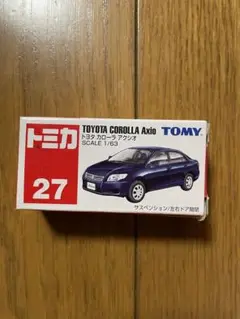 トミカ
27
TOYOTA COROLLA Axio
トヨタ カローラ アクシオ
SCALE 1/63
TOMY
サスペンション/左右ドア開閉